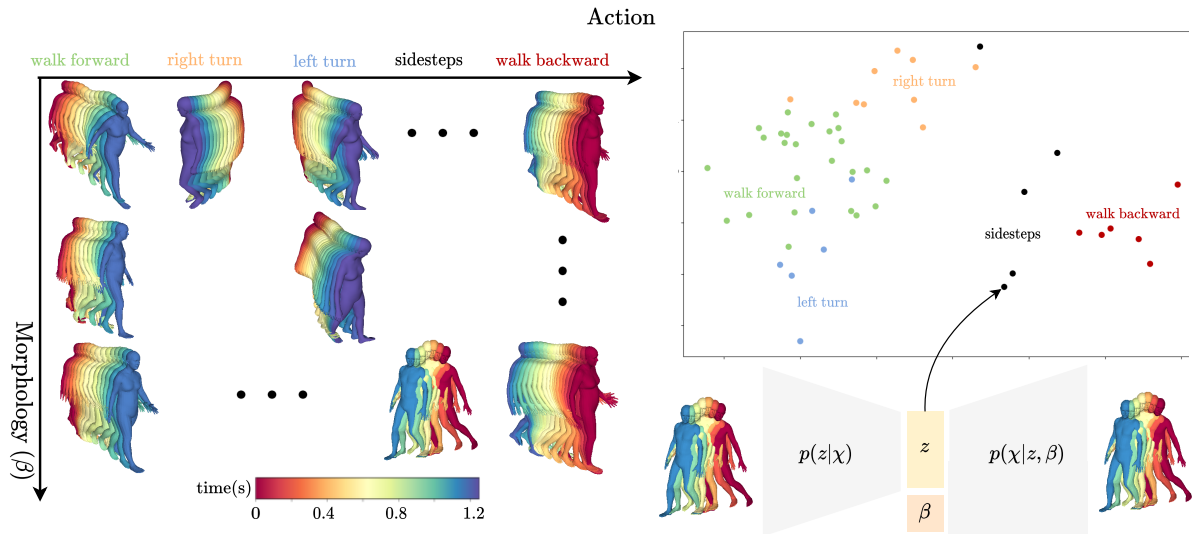 Action
walk forward
right turn
left turn
sidesteps
walk backward
Morphology (β)
time(s)
0 0.4 0.8 1.2
right turn
walk forward
walk backward
sidesteps
left turn
p(z|χ)
z
β
p(χ|z, β)